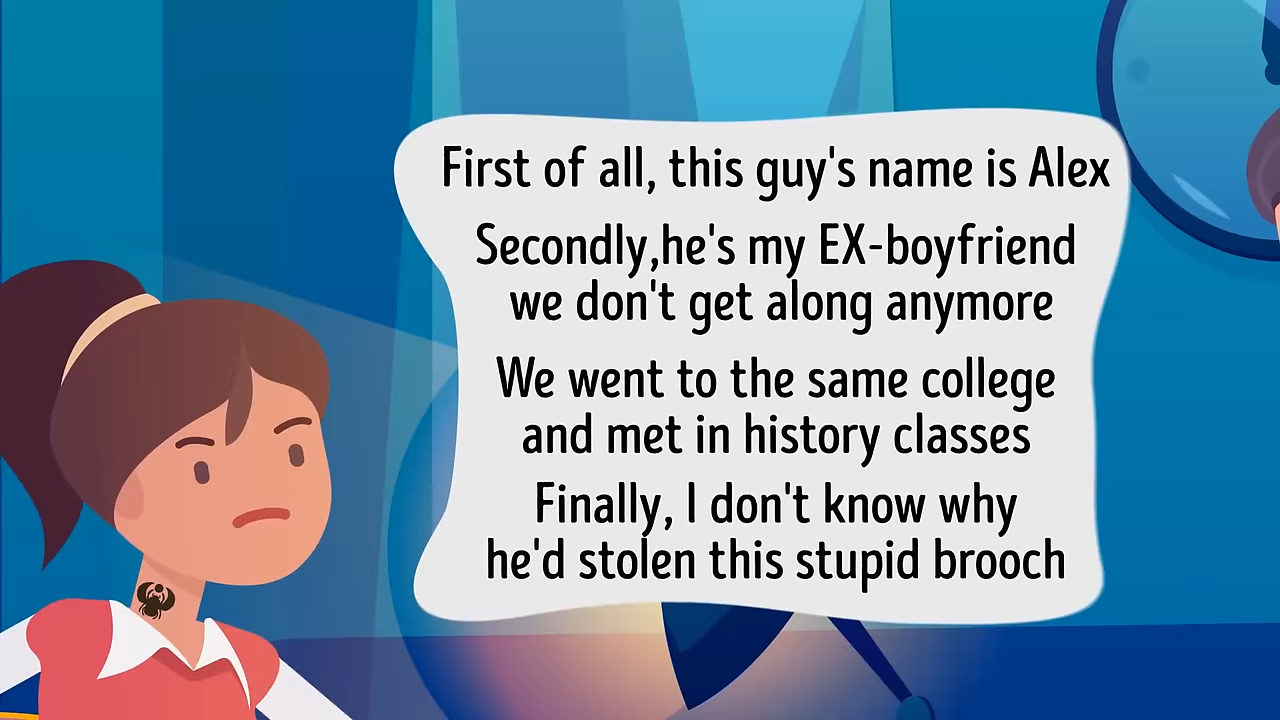 First of all, this guy's name is Alex
Secondly,he's my EX-boyfriend
we don't get along anymore
We went to the same college
and met in history classes
Finally, I don't know why
he'd stolen this stupid brooch